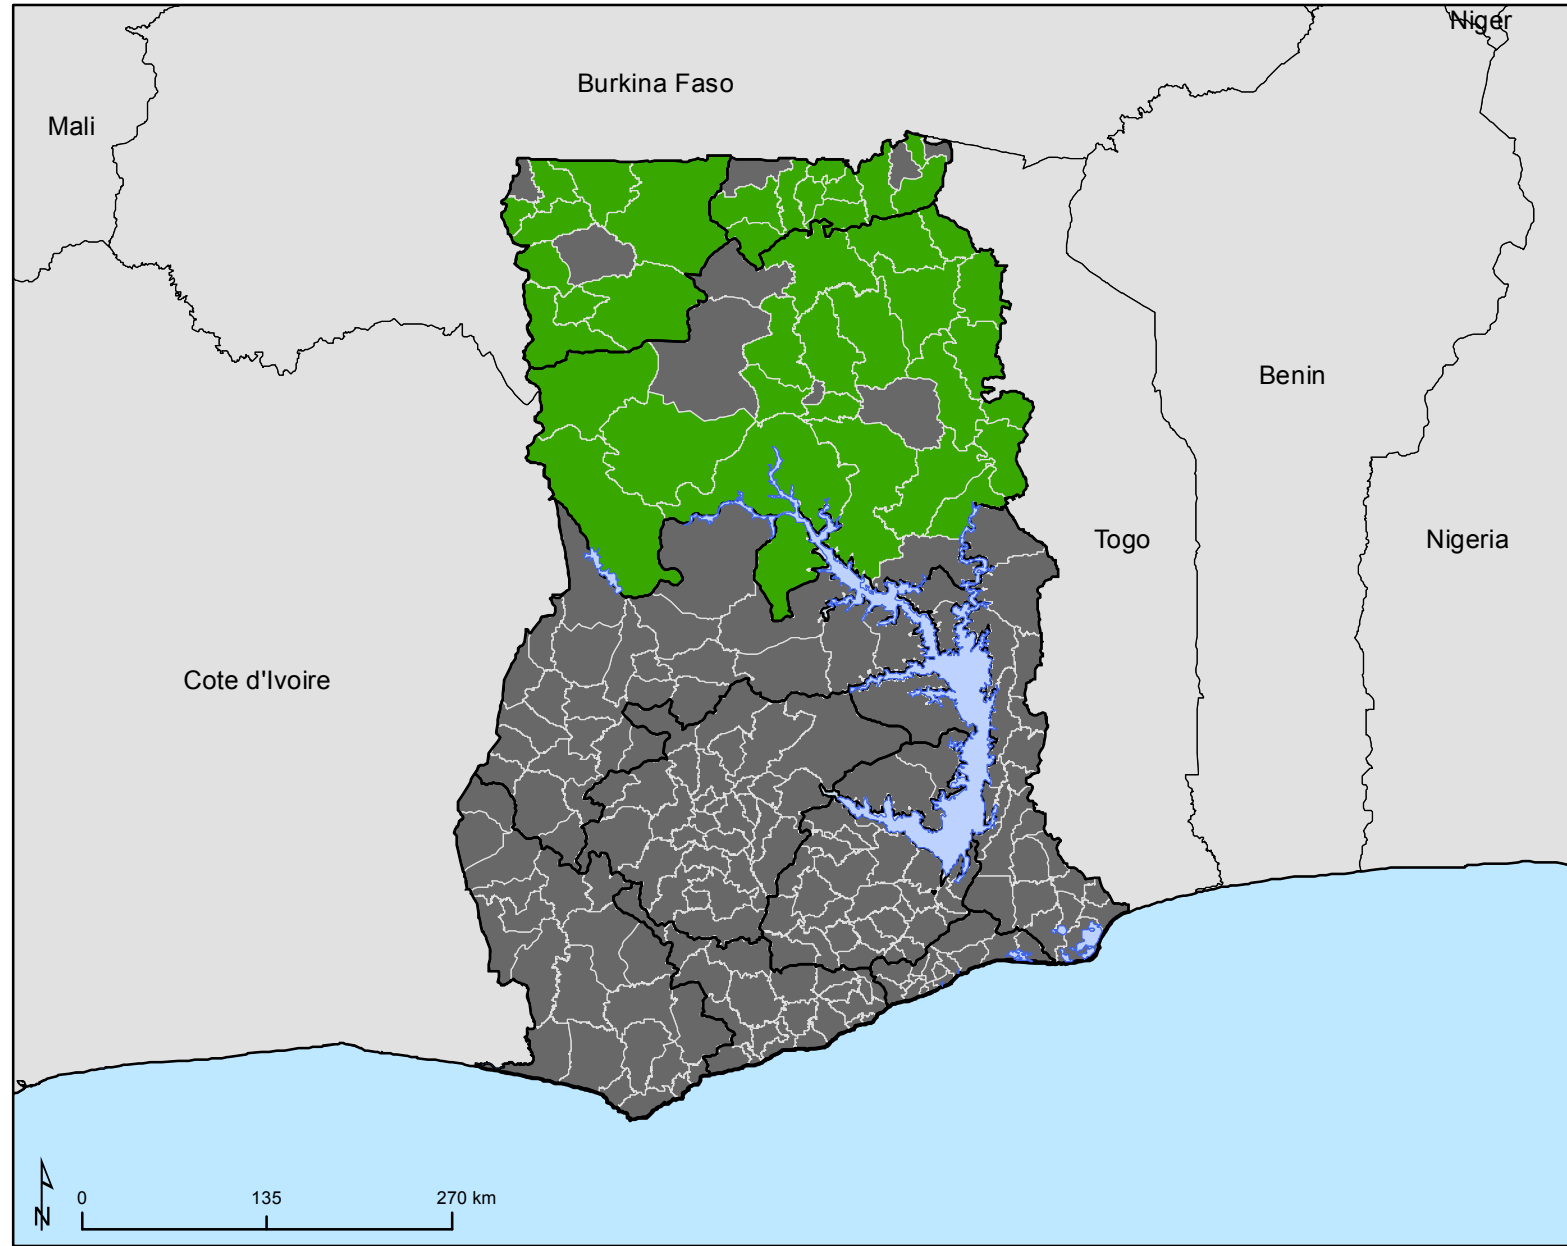 Niger
Burkina Faso
Mali
Benin
Togo
Nigeria
Cote d'Ivoire
N
0 135 270 km